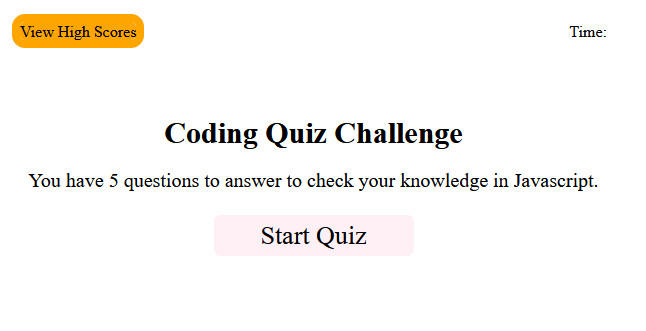 View High Scores
Time:
Coding Quiz Challenge
You have 5 questions to answer to check your knowledge in Javascript.
Start Quiz